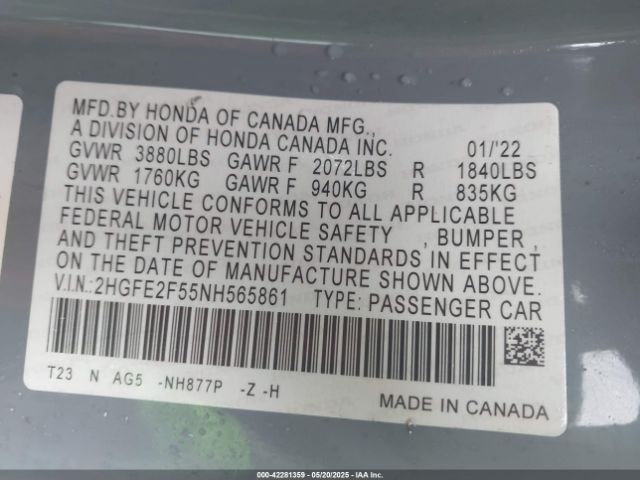 MFD.BY HONDA OF CANADA MFG.,
A DIVISION OF HONDA CANADA INC. 01/'22
GVWR 3880LBS GAWR F 2072LBS R 1840LBS
GVWR 1760KG GAWR F 940KG R 835KG
THIS VEHICLE CONFORMS TO ALL APPLICABLE
FEDERAL MOTOR VEHICLE SAFETY , BUMPER ,
AND THEFT PREVENTION STANDARDS IN EFFECT
ON THE DATE OF MANUFACTURE SHOWN ABOVE.
V.I.N.:2HGFE2F55NH565861 TYPE: PASSENGER CAR
T23 N AG5 -NH877P -Z -H
MADE IN CANADA
000-42281359 — 05/20/2025 — IAA Inc.